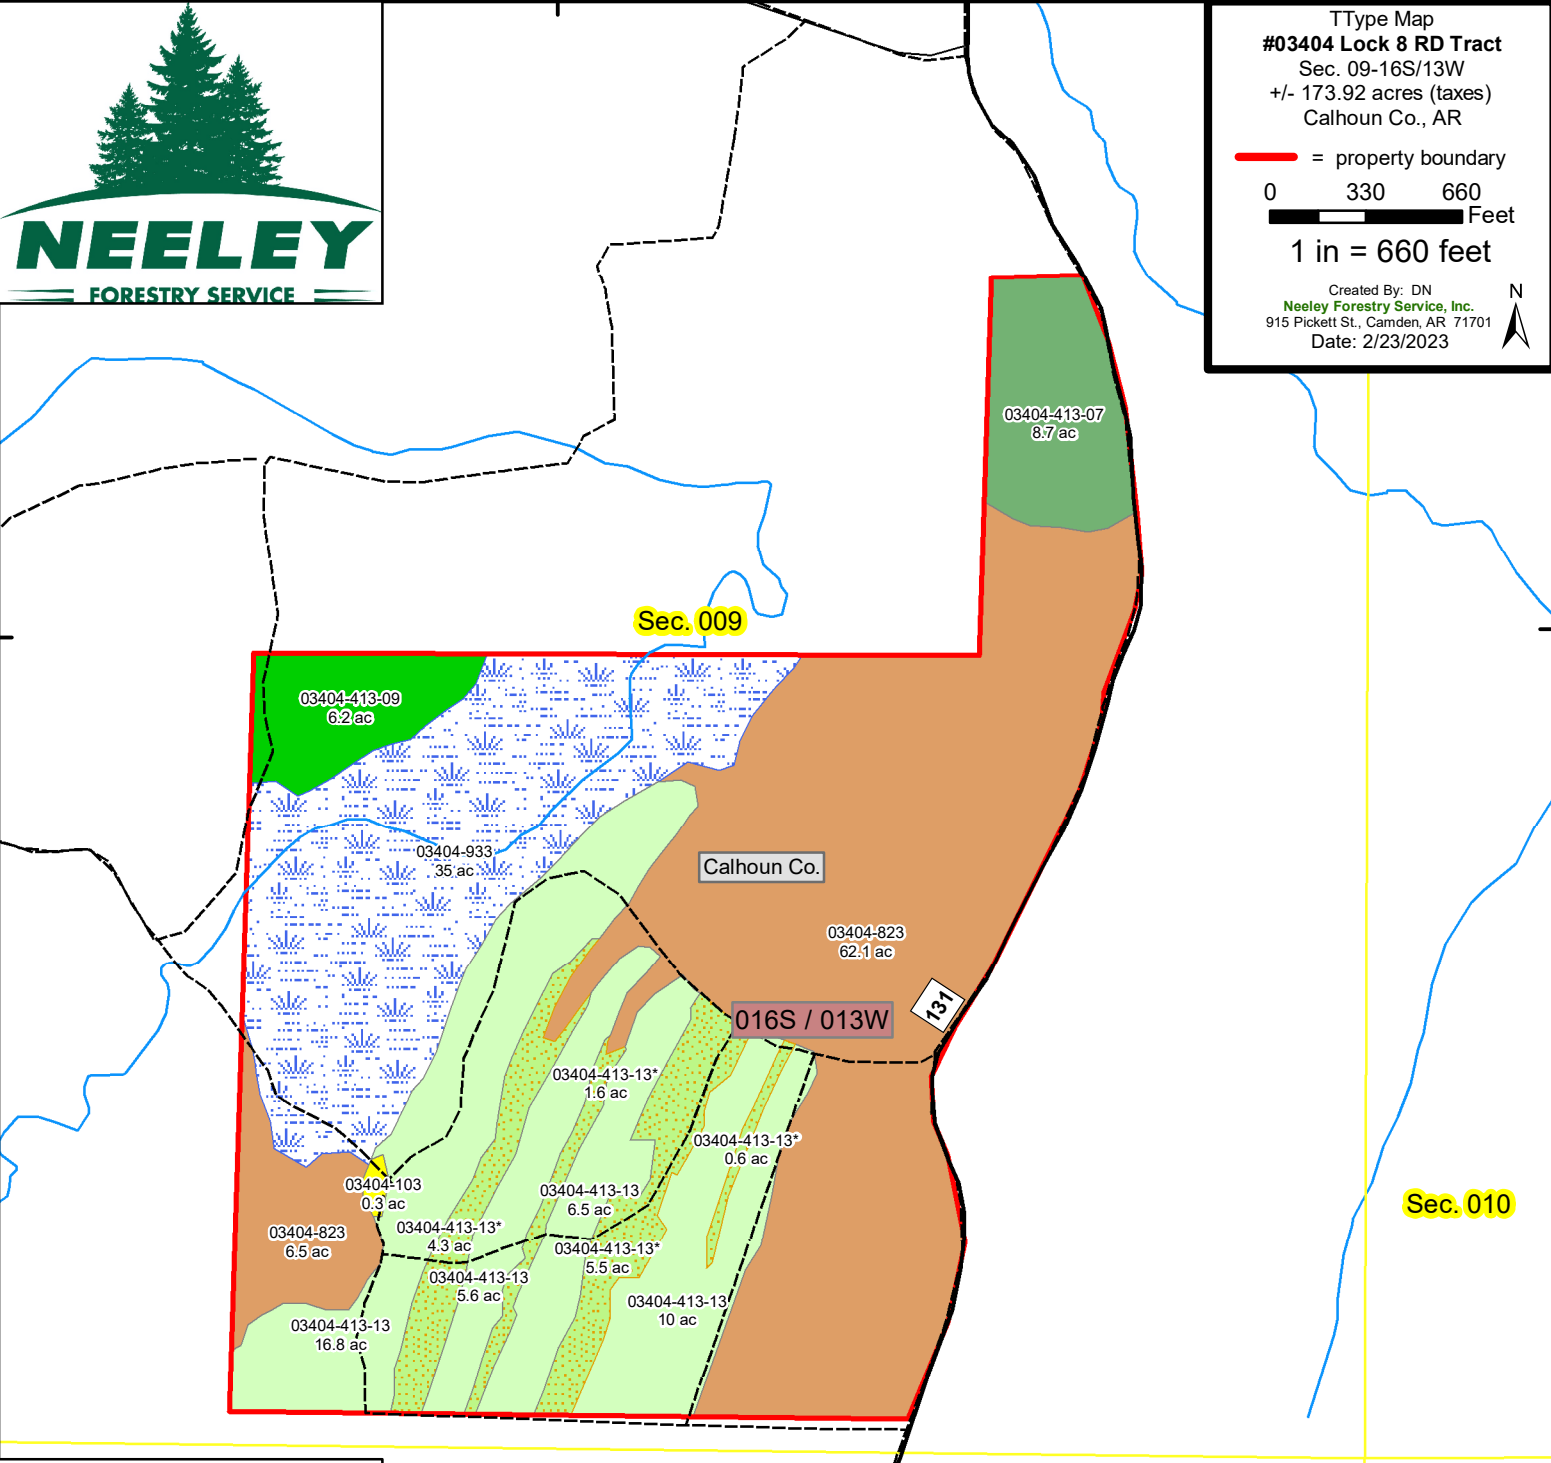 NEELEY
FORESTRY SERVICE
TType Map
#03404 Lock 8 RD Tract
Sec. 09-16S/13W
+/- 173.92 acres (taxes)
Calhoun Co., AR
= property boundary
0 330 660
Feet
1 in = 660 feet
Created By: DN
Neeley Forestry Service, Inc.
915 Pickett St., Camden, AR 71701
Date: 2/23/2023
N
03404-413-07
8.7 ac
Sec. 009
03404-413-09
6.2 ac
03404-933
35 ac
Calhoun Co.
03404-823
62.1 ac
131
016S / 013W
03404-413-13*
1.6 ac
03404-413-13*
0.6 ac
03404-103
0.3 ac
03404-413-13
6.5 ac
Sec. 010
03404-823
6.5 ac
03404-413-13*
4.3 ac
03404-413-13*
5.5 ac
03404-413-13
5.6 ac
03404-413-13
10 ac
03404-413-13
16.8 ac